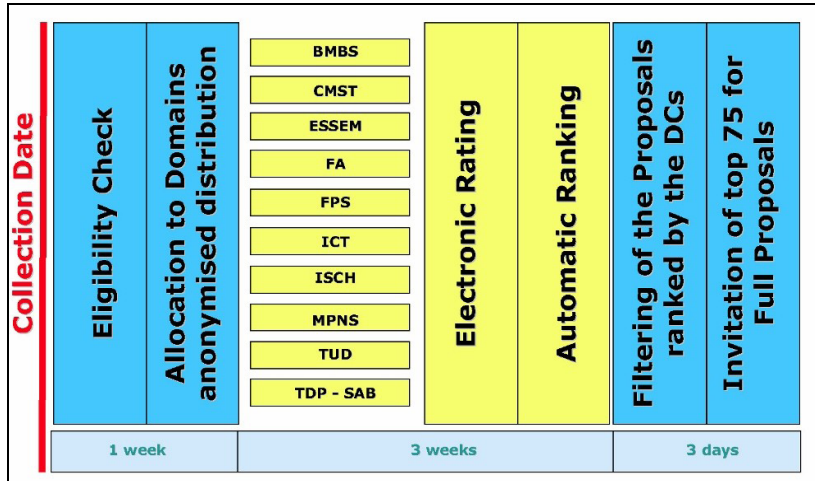 Collection Date
Eligibility Check
Allocation to Domains
anonymised distribution
BMBS
CMST
ESSEM
FA
FPS
ICT
ISCH
MPNS
TUD
TDP - SAB
Electronic Rating
Automatic Ranking
Filtering of the Proposals
ranked by the DCs
Invitation of top 75 for
Full Proposals
1 week
3 weeks
3 days